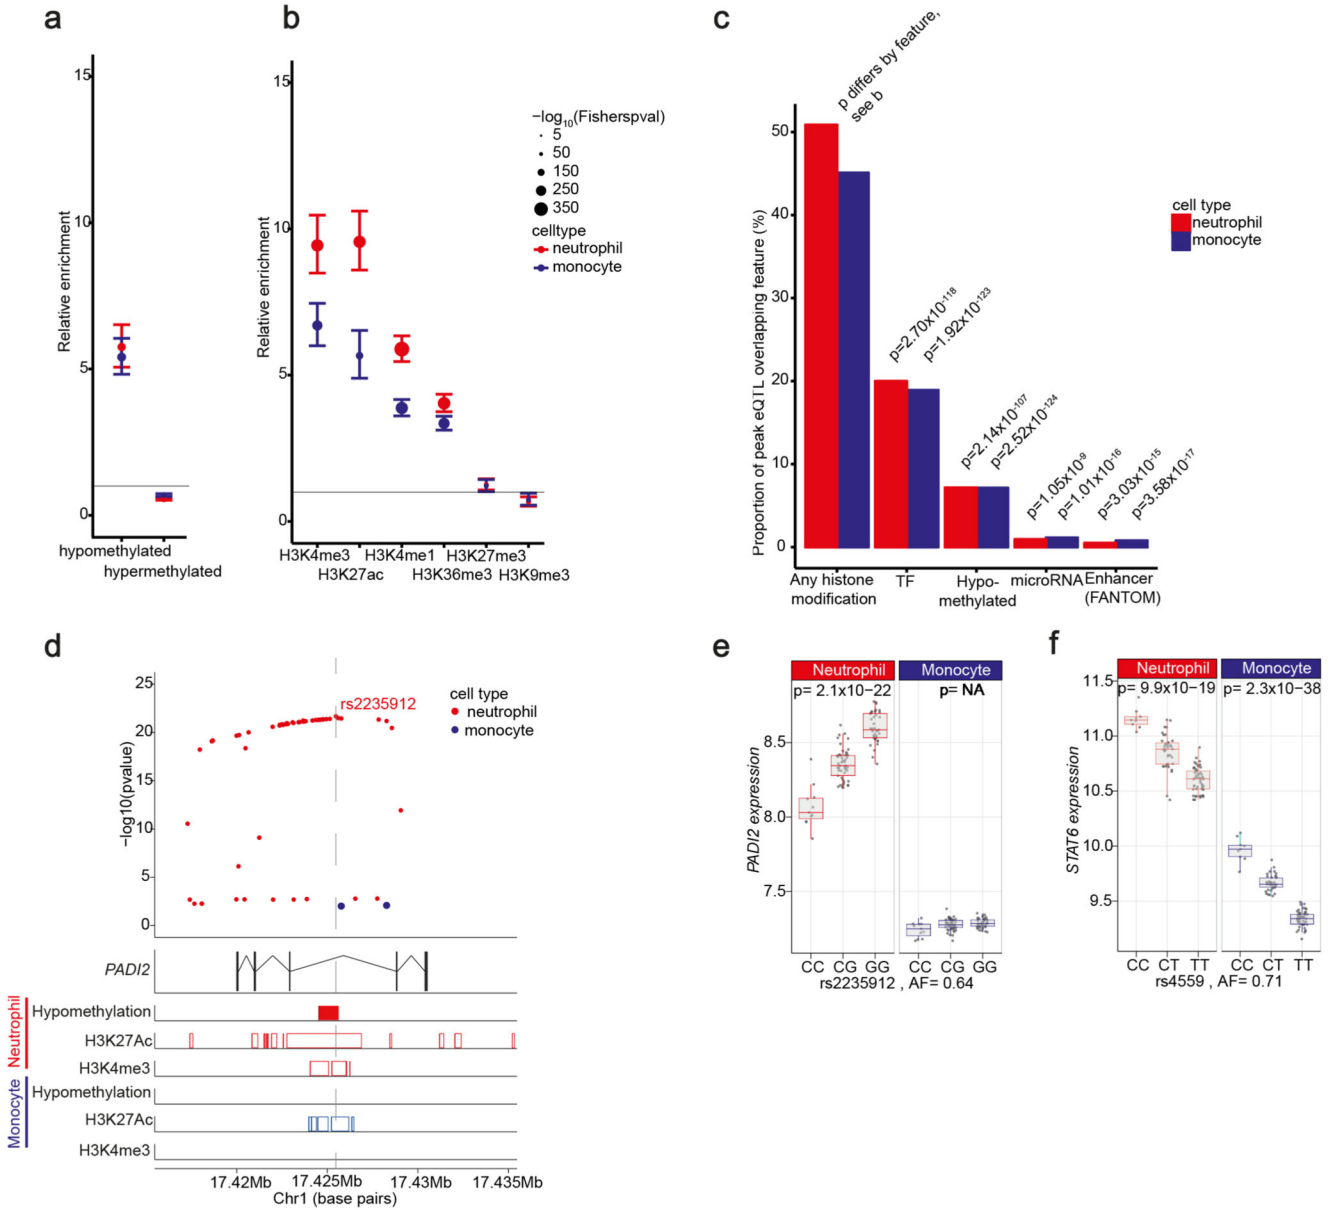 a
15
10
5
0
Relative enrichment
hypomethylated
hypermethylated
b
15
10
5
0
Relative enrichment
H3K4me3
H3K27ac
H3K4me1
H3K36me3
H3K27me3
H3K9me3
−log10(Fisherspval)
5
50
150
250
350
celltype
neutrophil
monocyte
c
p differs by feature,
see b
50
40
30
20
10
0
Proportion of peak eQTL overlapping feature (%)
p=2.70x10-118
p=1.92x10-123
p=2.14x10-107
p=2.52x10-124
p=1.05x10-9
p=1.01x10-16
p=3.03x10-15
p=3.58x10-17
Any histone
modification
TF
Hypo-
methylated
microRNA
Enhancer
(FANTOM)
cell type
neutrophil
monocyte
d
25
20
15
10
5
0
−log10(pvalue)
rs2235912
cell type
neutrophil
monocyte
PADI2
Neutrophil
Hypomethylation
H3K27Ac
H3K4me3
Monocyte
Hypomethylation
H3K27Ac
H3K4me3
17.42Mb 17.425Mb 17.43Mb 17.435Mb
Chr1 (base pairs)
e
Neutrophil Monocyte
p= 2.1x10−22 p= NA
8.5
8.0
7.5
PADI2 expression
CC CG GG CC CG GG
rs2235912 , AF= 0.64
f
Neutrophil Monocyte
p= 9.9x10−19 p= 2.3x10−38
11.5
11.0
10.5
10.0
9.5
STAT6 expression
CC CT TT CC CT TT
rs4559 , AF= 0.71